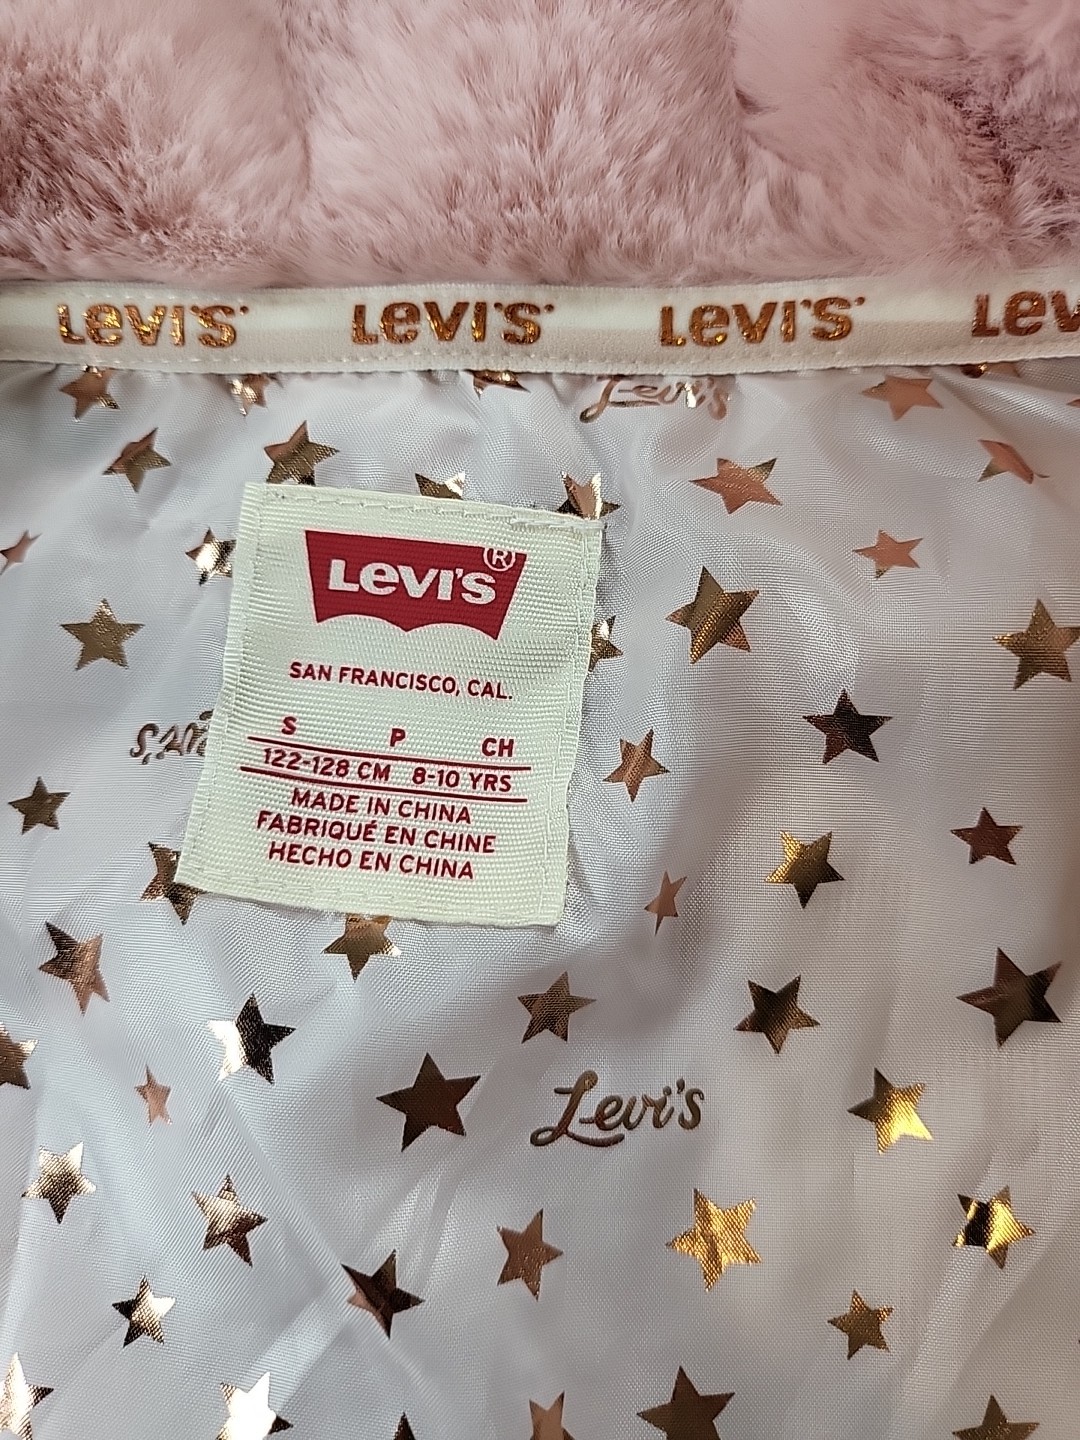 LEVI'S LEVI'S LEVI'S LEV
Levi's
LEVI'S ®
SAN FRANCISCO, CAL.
S P CH
122-128 CM 8-10 YRS
MADE IN CHINA
FABRIQUÉ EN CHINE
HECHO EN CHINA
Levi's